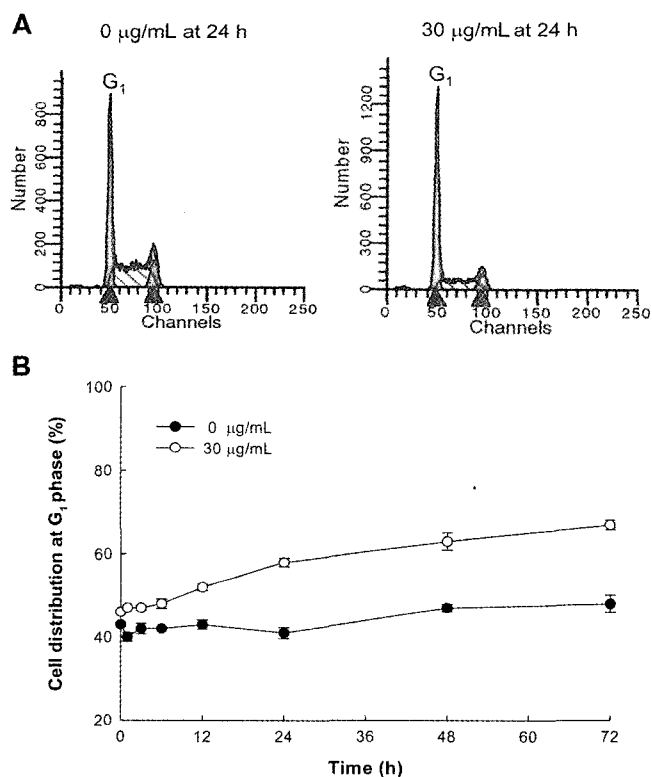 A
0 µg/mL at 24 h
30 µg/mL at 24 h
G1
Number
0 200 400 600 800
0 50 100 150 200 250
Channels
G1
Number
0 300 600 900 1200
0 50 100 150 200 250
Channels
B
Cell distribution at G1 phase (%)
100
80
60
40
20
0 µg/mL
30 µg/mL
0 12 24 36 48 60 72
Time (h)